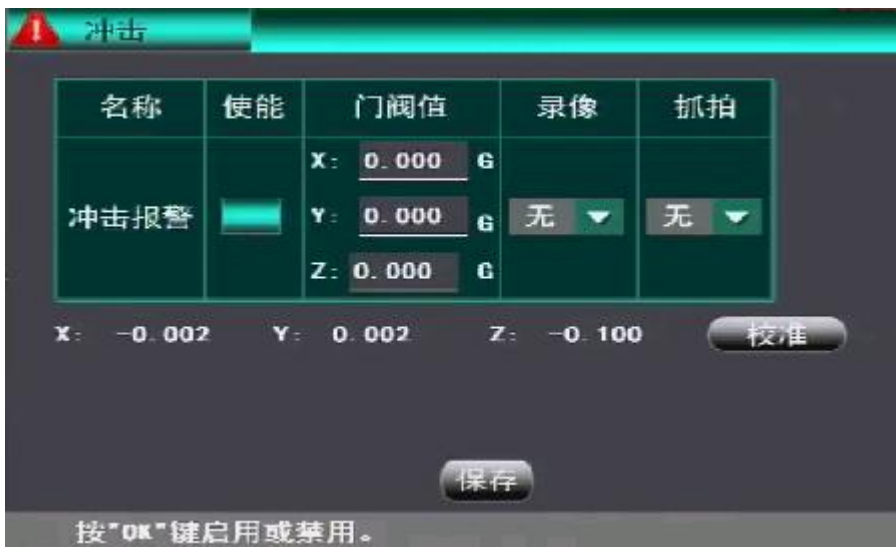 冲击
名称 使能 门阀值 录像 抓拍
X: 0.000 G
冲击报警 Y: 0.000 G 无 无
Z: 0.000 G
X: -0.002 Y: 0.002 Z: -0.100 校准
保存
按"OK"键启用或禁用。